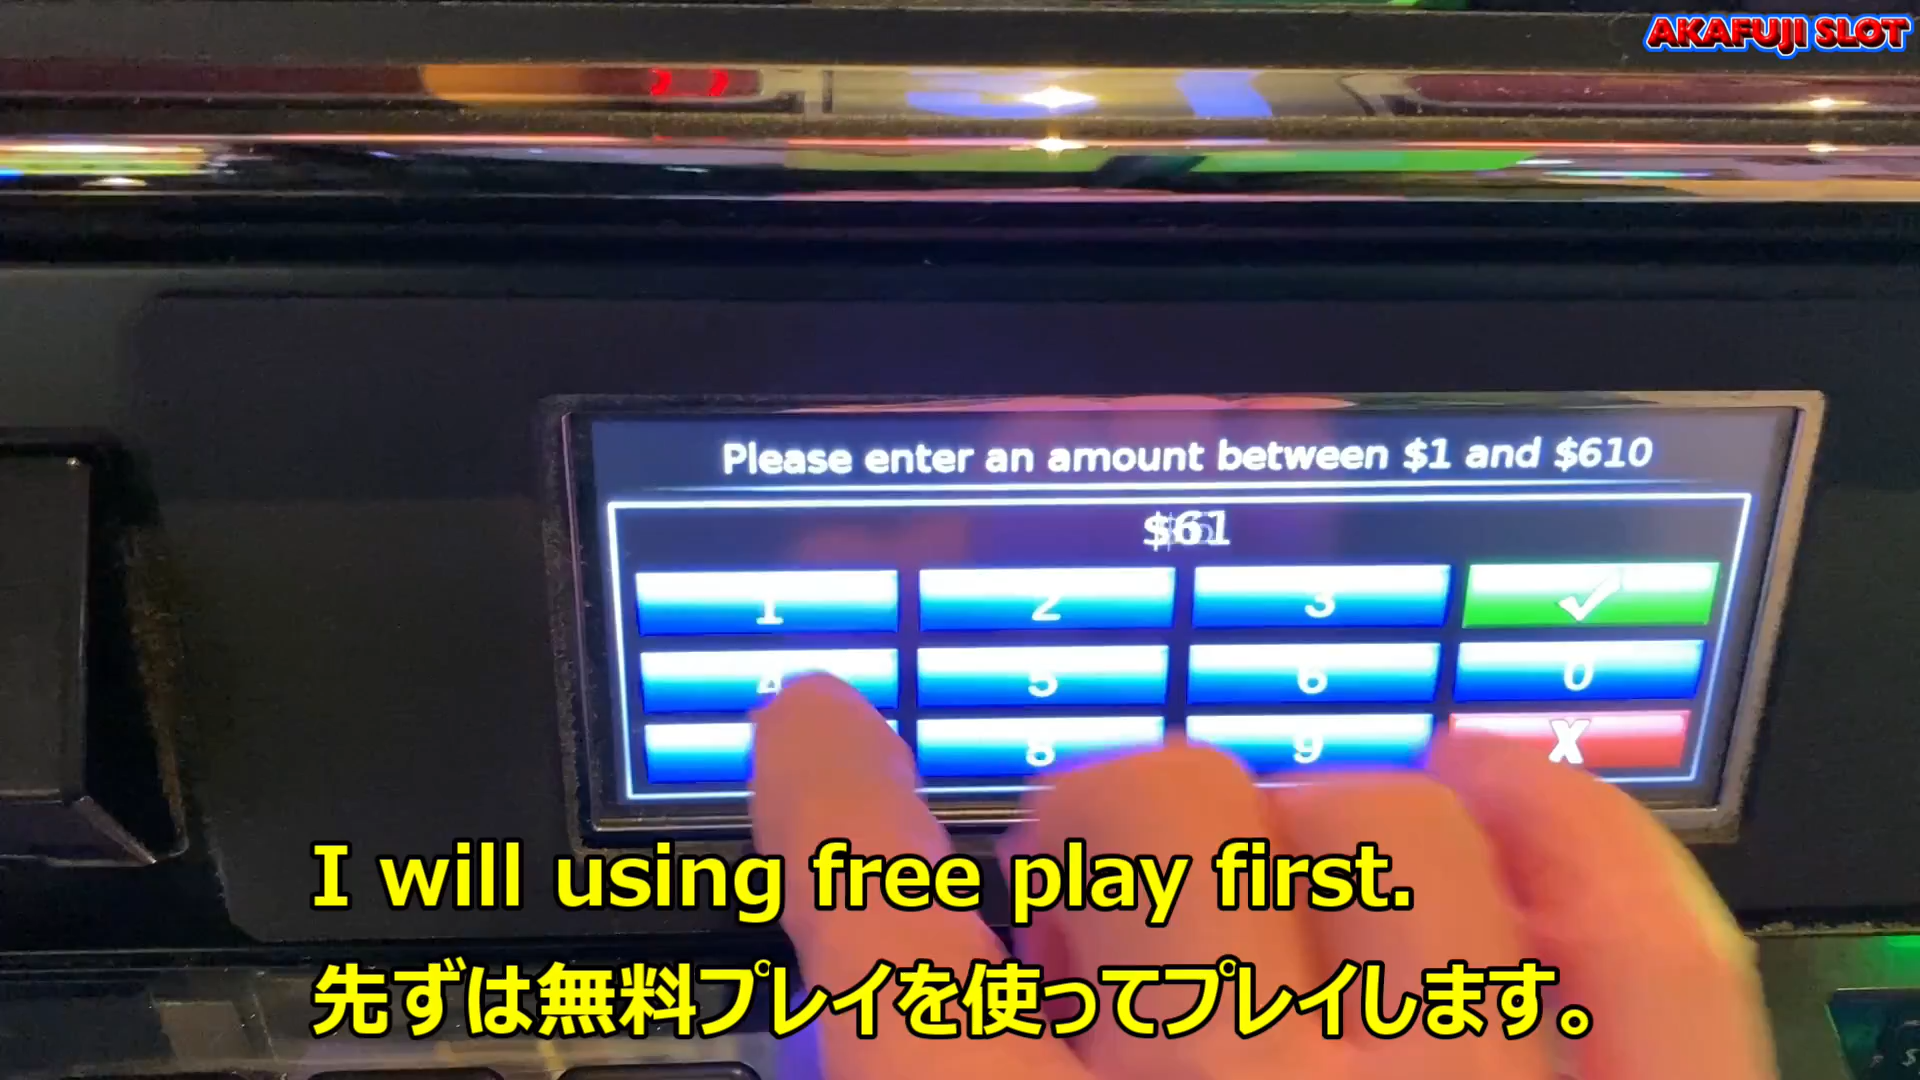 AKAFUJI SLOT
Please enter an amount between $1 and $610
$61
1 2 3 ✓
4 5 6 0
8 9 X
I will using free play first.
先ずは無料プレイを使ってプレイします。